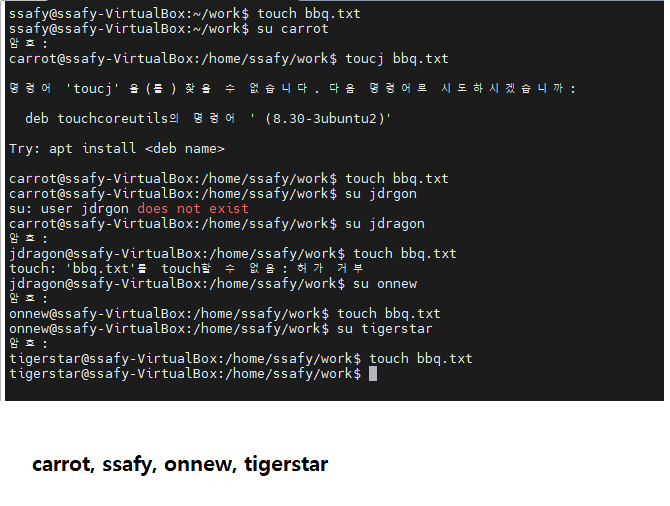 ssafy@ssafy-VirtualBox:~/work$ touch bbq.txt
ssafy@ssafy-VirtualBox:~/work$ su carrot
암호:
carrot@ssafy-VirtualBox:/home/ssafy/work$ toucj bbq.txt
명령어 'toucj' 을(를) 찾을 수 없습니다. 다음 명령어로 시도하시겠습니까:
deb touchcoreutils의 명령어 ' (8.30-3ubuntu2)'
Try: apt install <deb name>
carrot@ssafy-VirtualBox:/home/ssafy/work$ touch bbq.txt
carrot@ssafy-VirtualBox:/home/ssafy/work$ su jdrgon
su: user jdrgon does not exist
carrot@ssafy-VirtualBox:/home/ssafy/work$ su jdragon
암호:
jdragon@ssafy-VirtualBox:/home/ssafy/work$ touch bbq.txt
touch: 'bbq.txt'를 touch할 수 없음: 허가 거부
jdragon@ssafy-VirtualBox:/home/ssafy/work$ su onnew
암호:
onnew@ssafy-VirtualBox:/home/ssafy/work$ touch bbq.txt
onnew@ssafy-VirtualBox:/home/ssafy/work$ su tigerstar
암호:
tigerstar@ssafy-VirtualBox:/home/ssafy/work$ touch bbq.txt
tigerstar@ssafy-VirtualBox:/home/ssafy/work$
carrot, ssafy, onnew, tigerstar